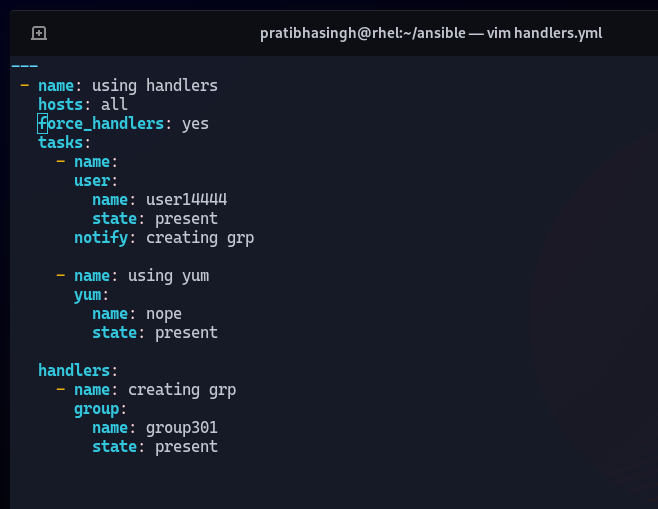 pratibhasingh@rhel:~/ansible — vim handlers.yml
---
 - name: using handlers
   hosts: all
   force_handlers: yes
   tasks:
     - name:
       user:
         name: user14444
         state: present
       notify: creating grp

     - name: using yum
       yum:
         name: nope
         state: present

   handlers:
     - name: creating grp
       group:
         name: group301
         state: present